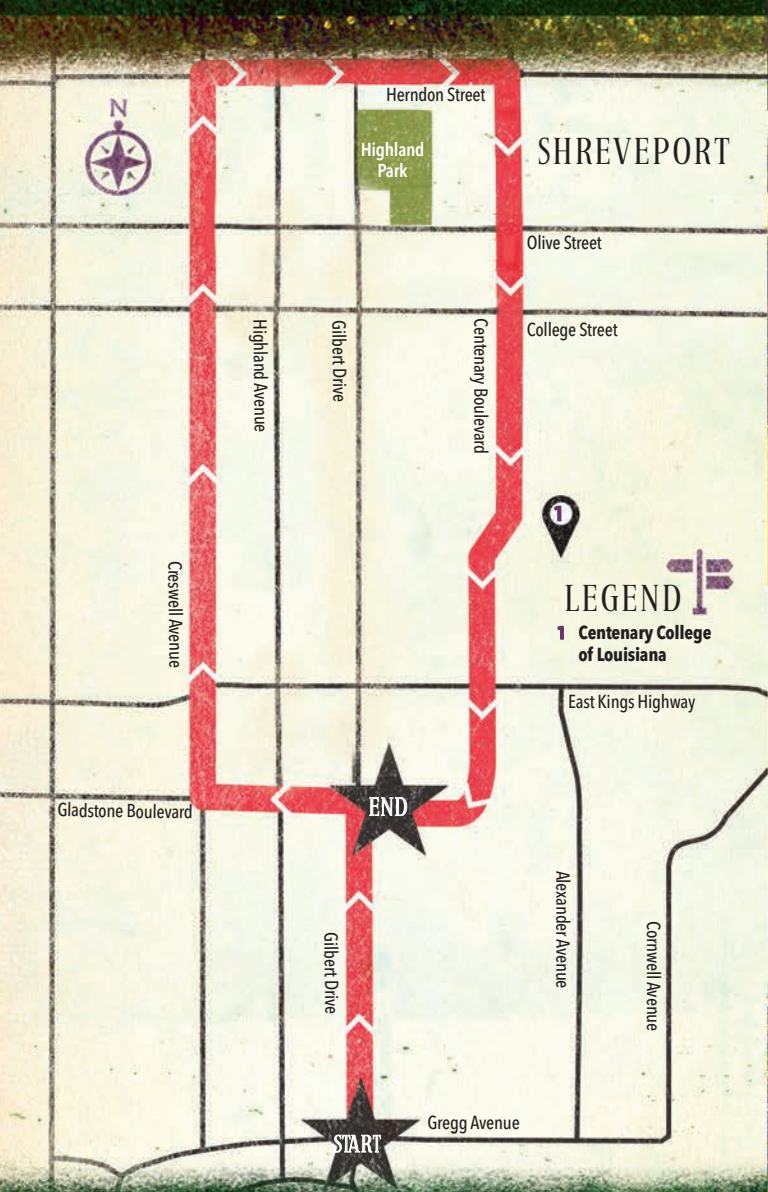 N
Herndon Street
Highland
Park
SHREVEPORT
Olive Street
College Street
Highland Avenue
Gilbert Drive
Centenary Boulevard
1
Creswell Avenue
LEGEND
1 Centenary College
of Louisiana
East Kings Highway
END
Gladstone Boulevard
Alexander Avenue
Cornwell Avenue
Gilbert Drive
Gregg Avenue
START